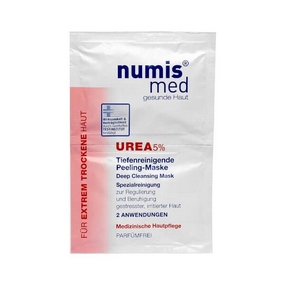 numis®
med
gesunde Haut
FÜR EXTREM TROCKENE HAUT
UREA 5%
Tiefenreinigende
Peeling-Maske
Deep Cleansing Mask
Spezialreinigung
zur Regulierung
und Beruhigung
gestresster, irritierter Haut
2 ANWENDUNGEN
Medizinische Hautpflege
PARFÜMFREI